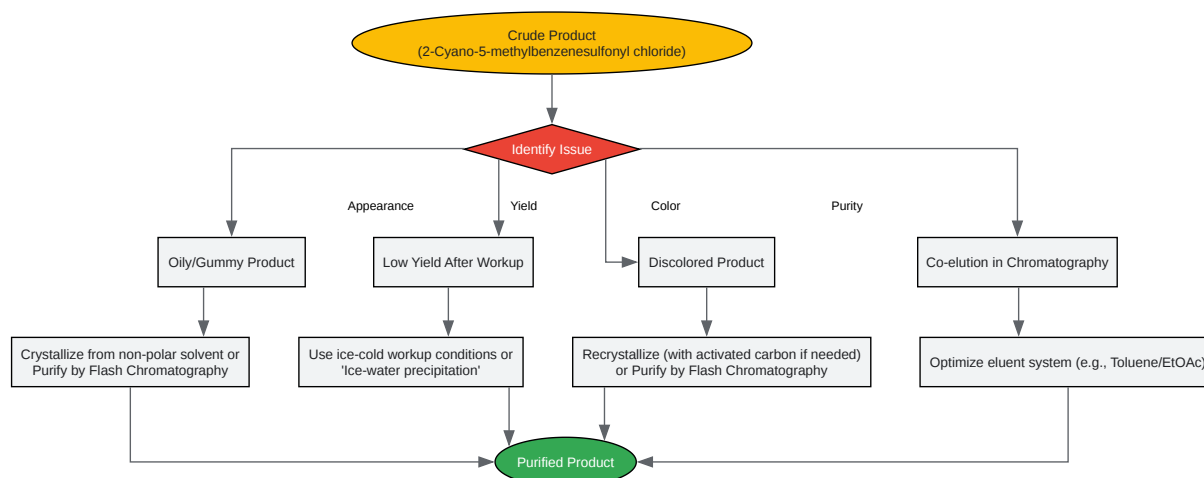 Crude Product
(2-Cyano-5-methylbenzenesulfonyl chloride)
Identify Issue
Appearance
Yield
Color
Purity
Oily/Gummy Product
Low Yield After Workup
Discolored Product
Co-elution in Chromatography
Crystallize from non-polar solvent or
Purify by Flash Chromatography
Use ice-cold workup conditions or
'Ice-water precipitation'
Recrystallize (with activated carbon if needed)
or Purify by Flash Chromatography
Optimize eluent system (e.g., Toluene/EtOAc)
Purified Product